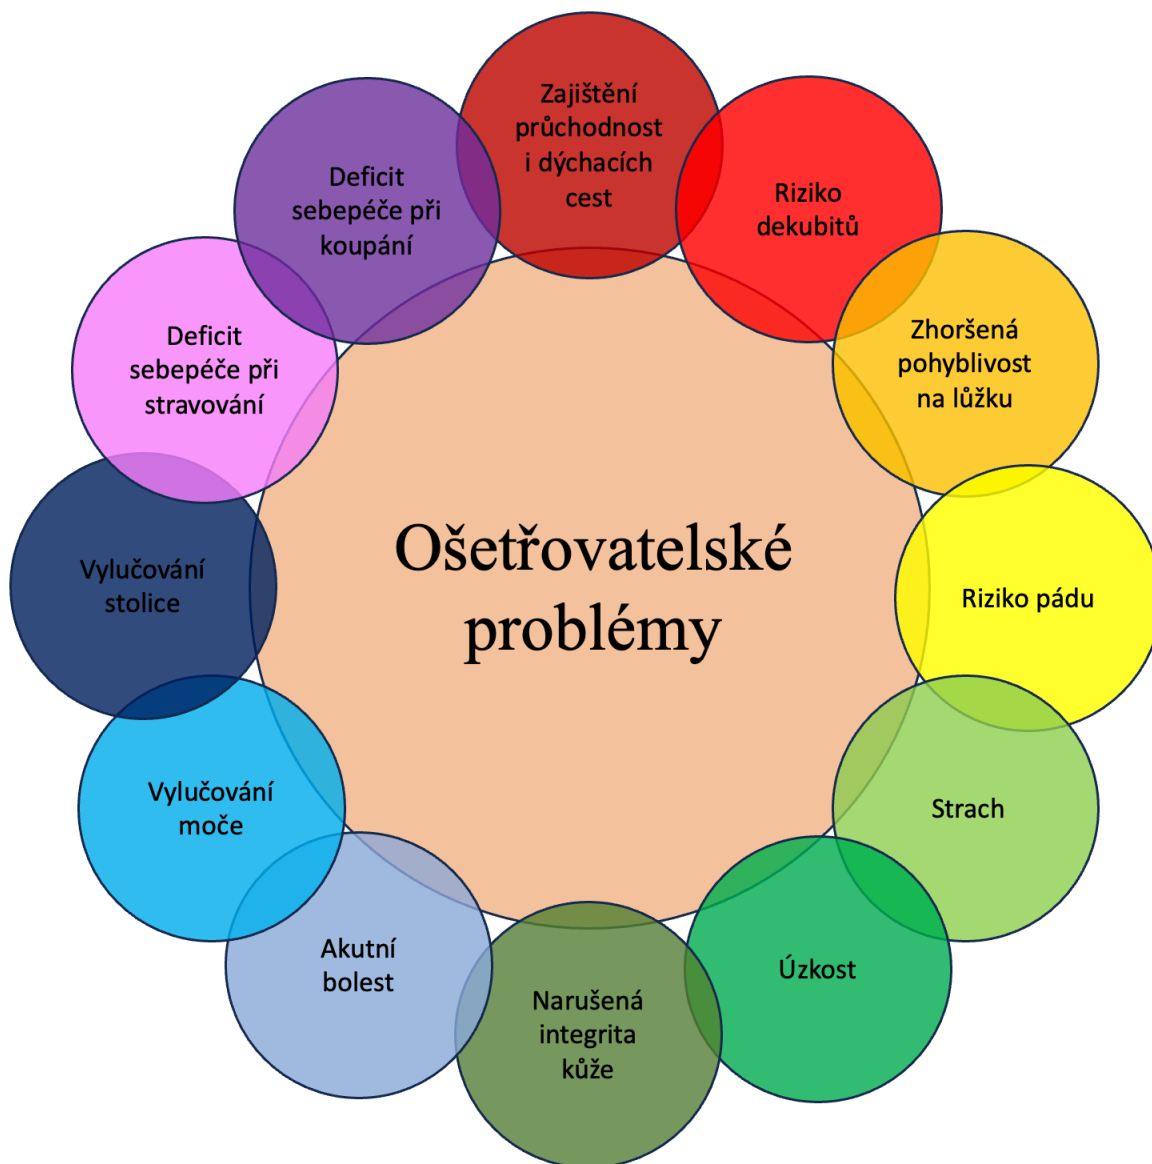 Zajištění
průchodnost
i dýchacích
cest
Riziko
dekubitů
Zhoršená
pohyblivost
na lůžku
Riziko pádu
Strach
Úzkost
Narušená
integrita
kůže
Akutní
bolest
Vylučování
moče
Vylučování
stolice
Deficit
sebepéče při
stravování
Deficit
sebepéče při
koupání
Ošetřovatelské
problémy